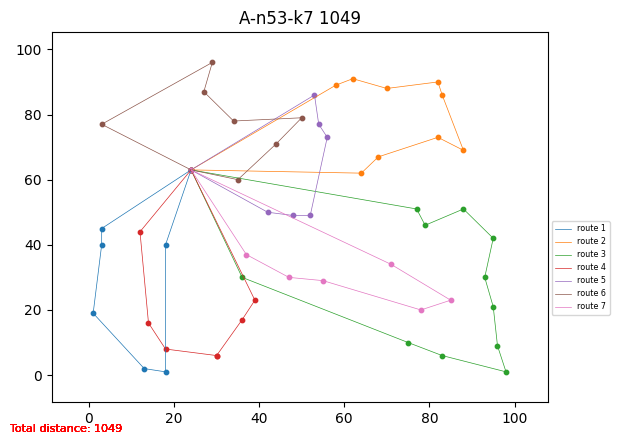 A-n53-k7 1049
100
80
60
40
20
0
0 20 40 60 80 100
route 1
route 2
route 3
route 4
route 5
route 6
route 7
Total distance: 1049